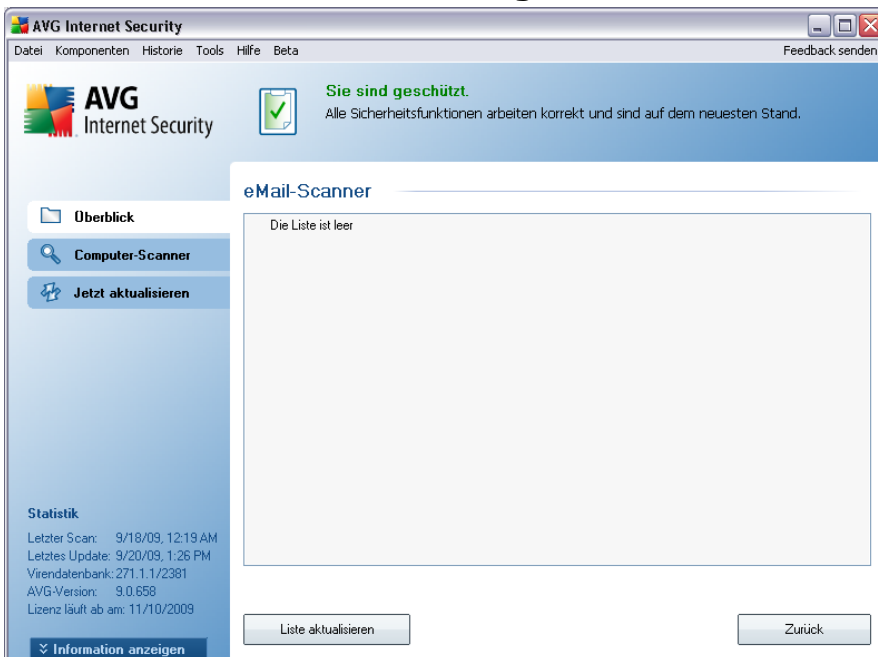 AVG Internet Security
Datei Komponenten Historie Tools Hilfe Beta Feedback senden
AVG
Internet Security
Sie sind geschützt.
Alle Sicherheitsfunktionen arbeiten korrekt und sind auf dem neuesten Stand.
eMail-Scanner
Die Liste ist leer
Überblick
Computer-Scanner
Jetzt aktualisieren
Statistik
Letzter Scan: 9/18/09, 12:19 AM
Letztes Update: 9/20/09, 1:26 PM
Virendatenbank: 271.1.1/2381
AVG-Version: 9.0.658
Lizenz läuft ab am: 11/10/2009
Information anzeigen
Liste aktualisieren
Zurück